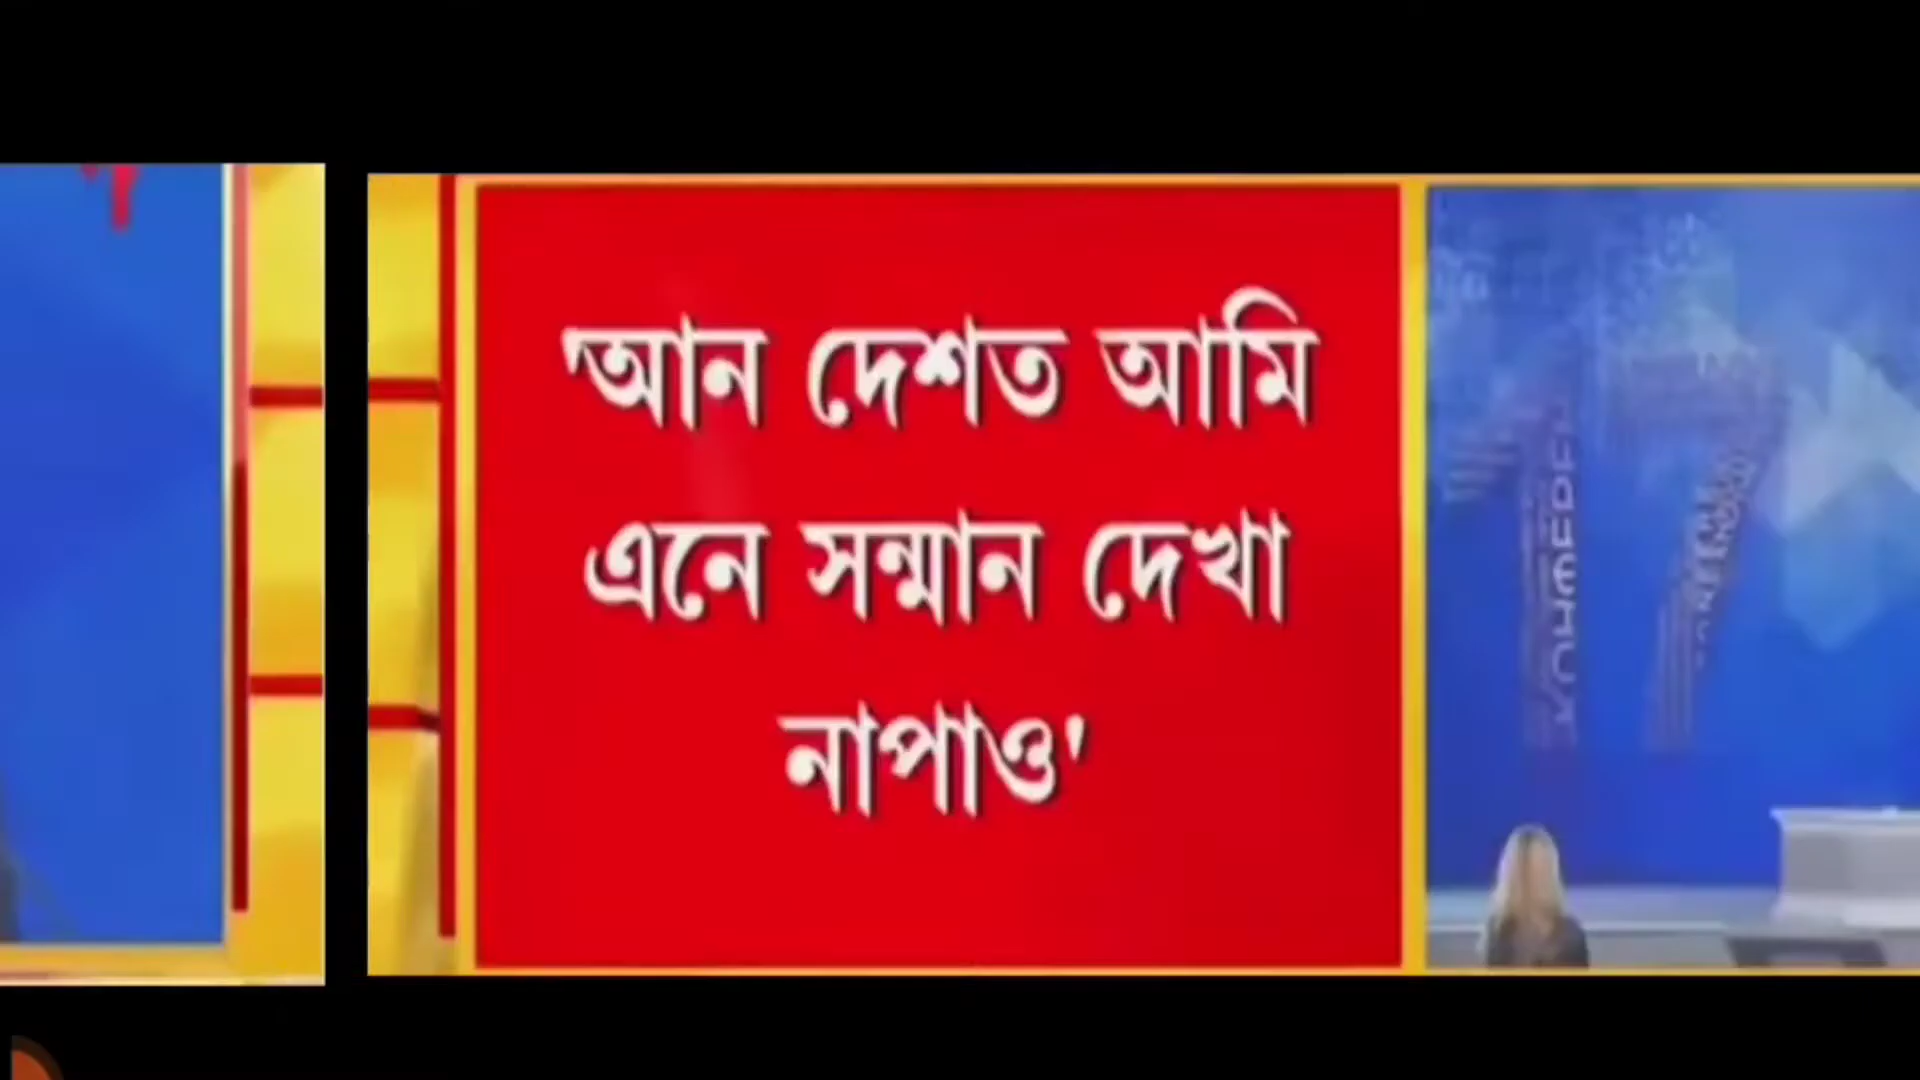 'আন দেশত আমি
এনে সন্মান দেখা
নাপাওঁ'